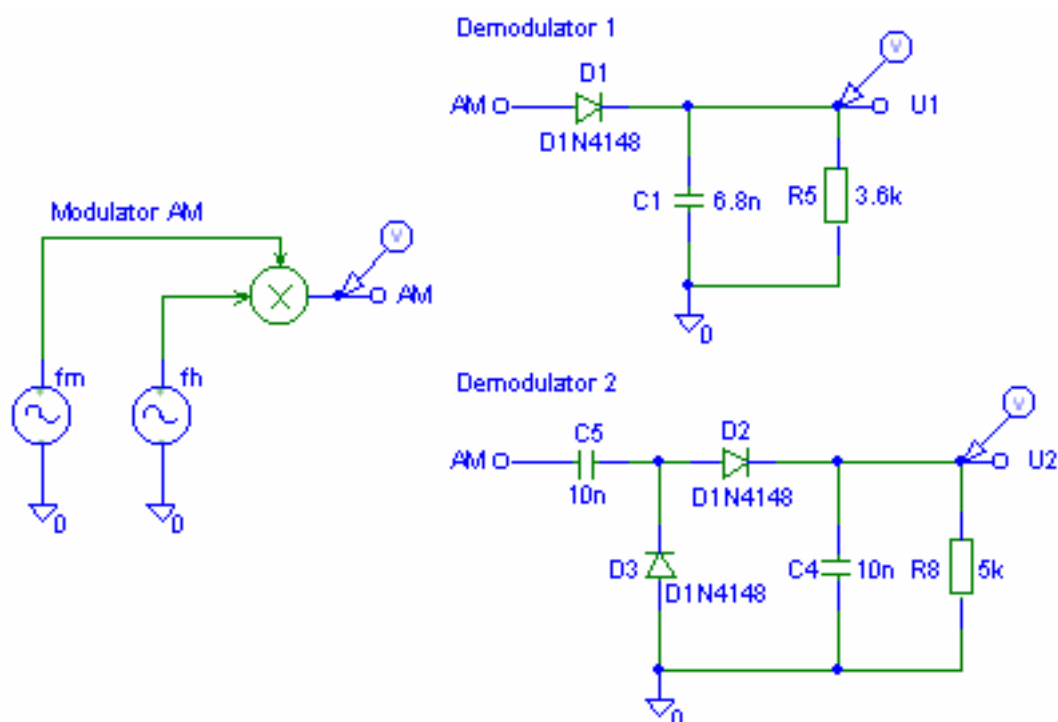 Demodulator 1
V
D1
AM
U1
D1N4148
C1 6.8n R5 3.6k
0
Modulator AM
V
AM
fm fh
0 0
Demodulator 2
V
C5 D2
AM
U2
10n D1N4148
D3 C4 10n R8 5k
D1N4148
0